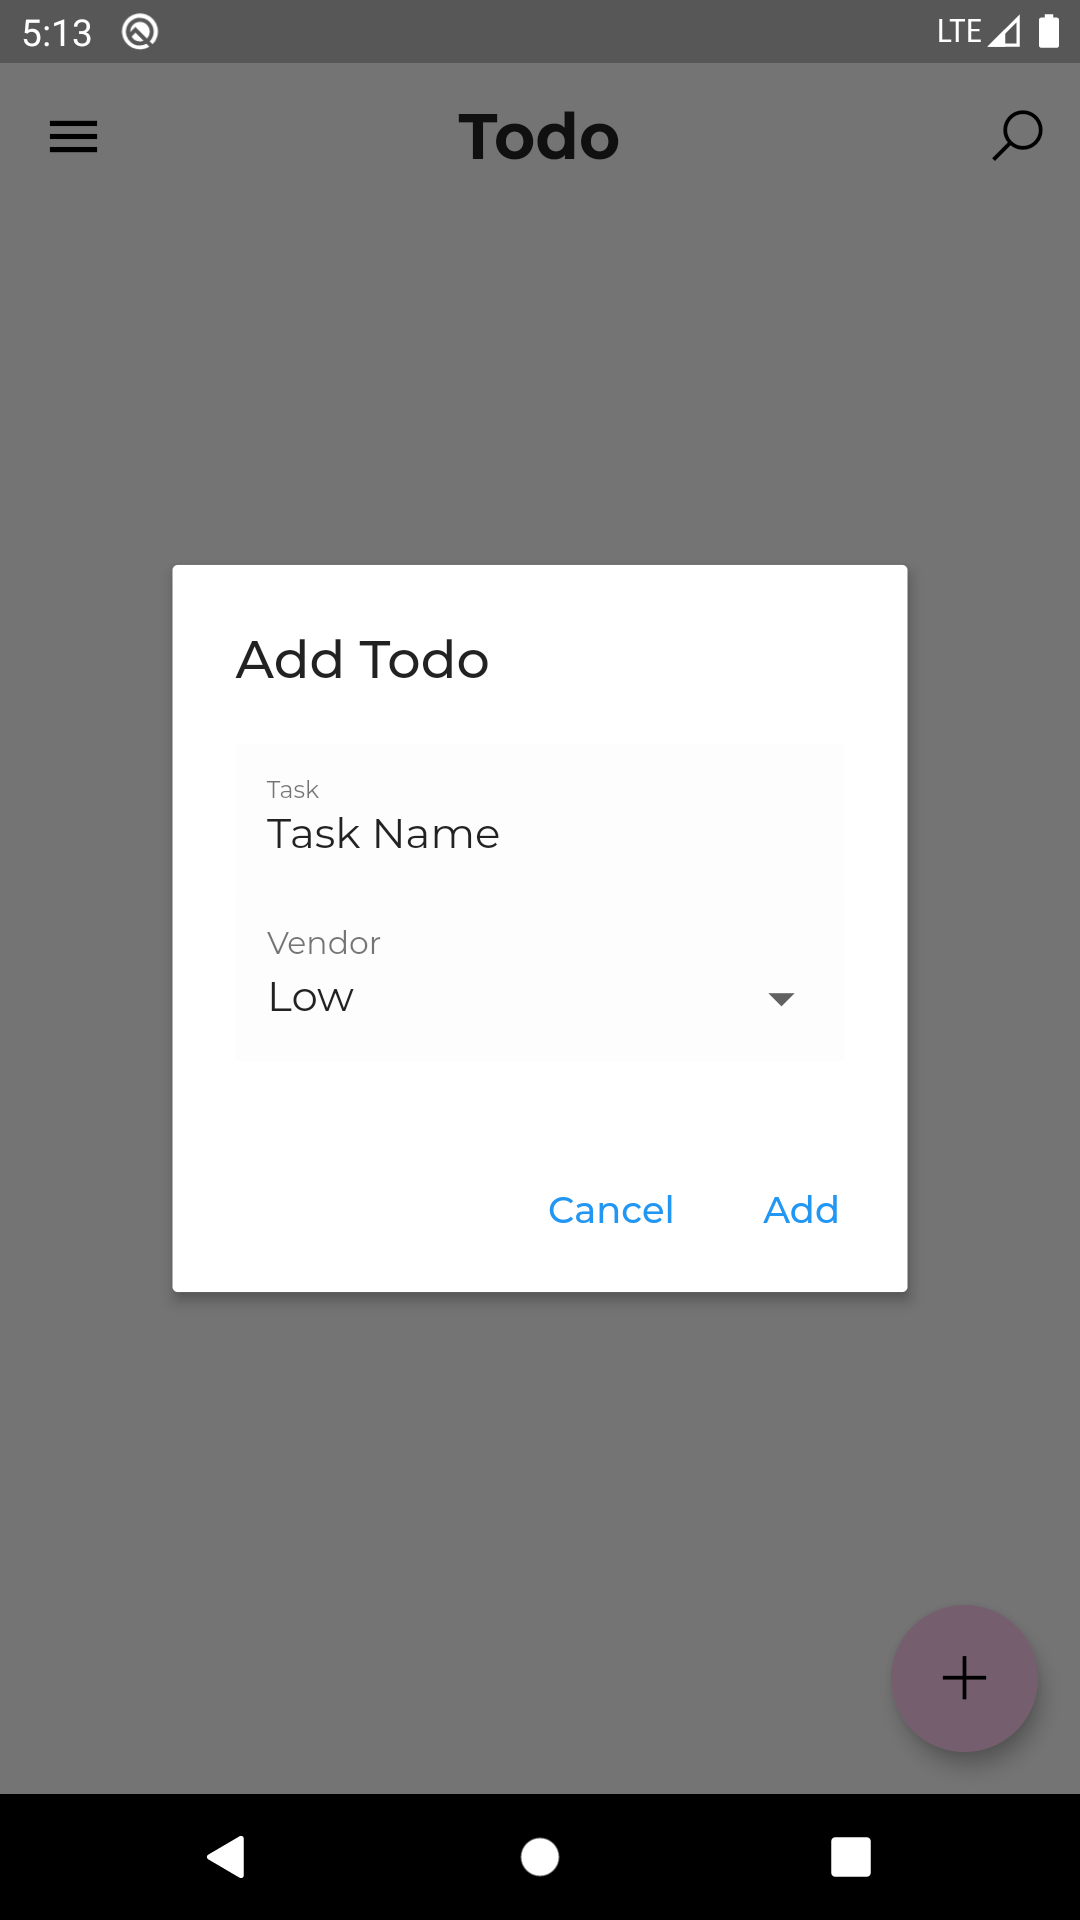 5:13
LTE
Todo
Add Todo
Task
Task Name
Vendor
Low
Cancel
Add